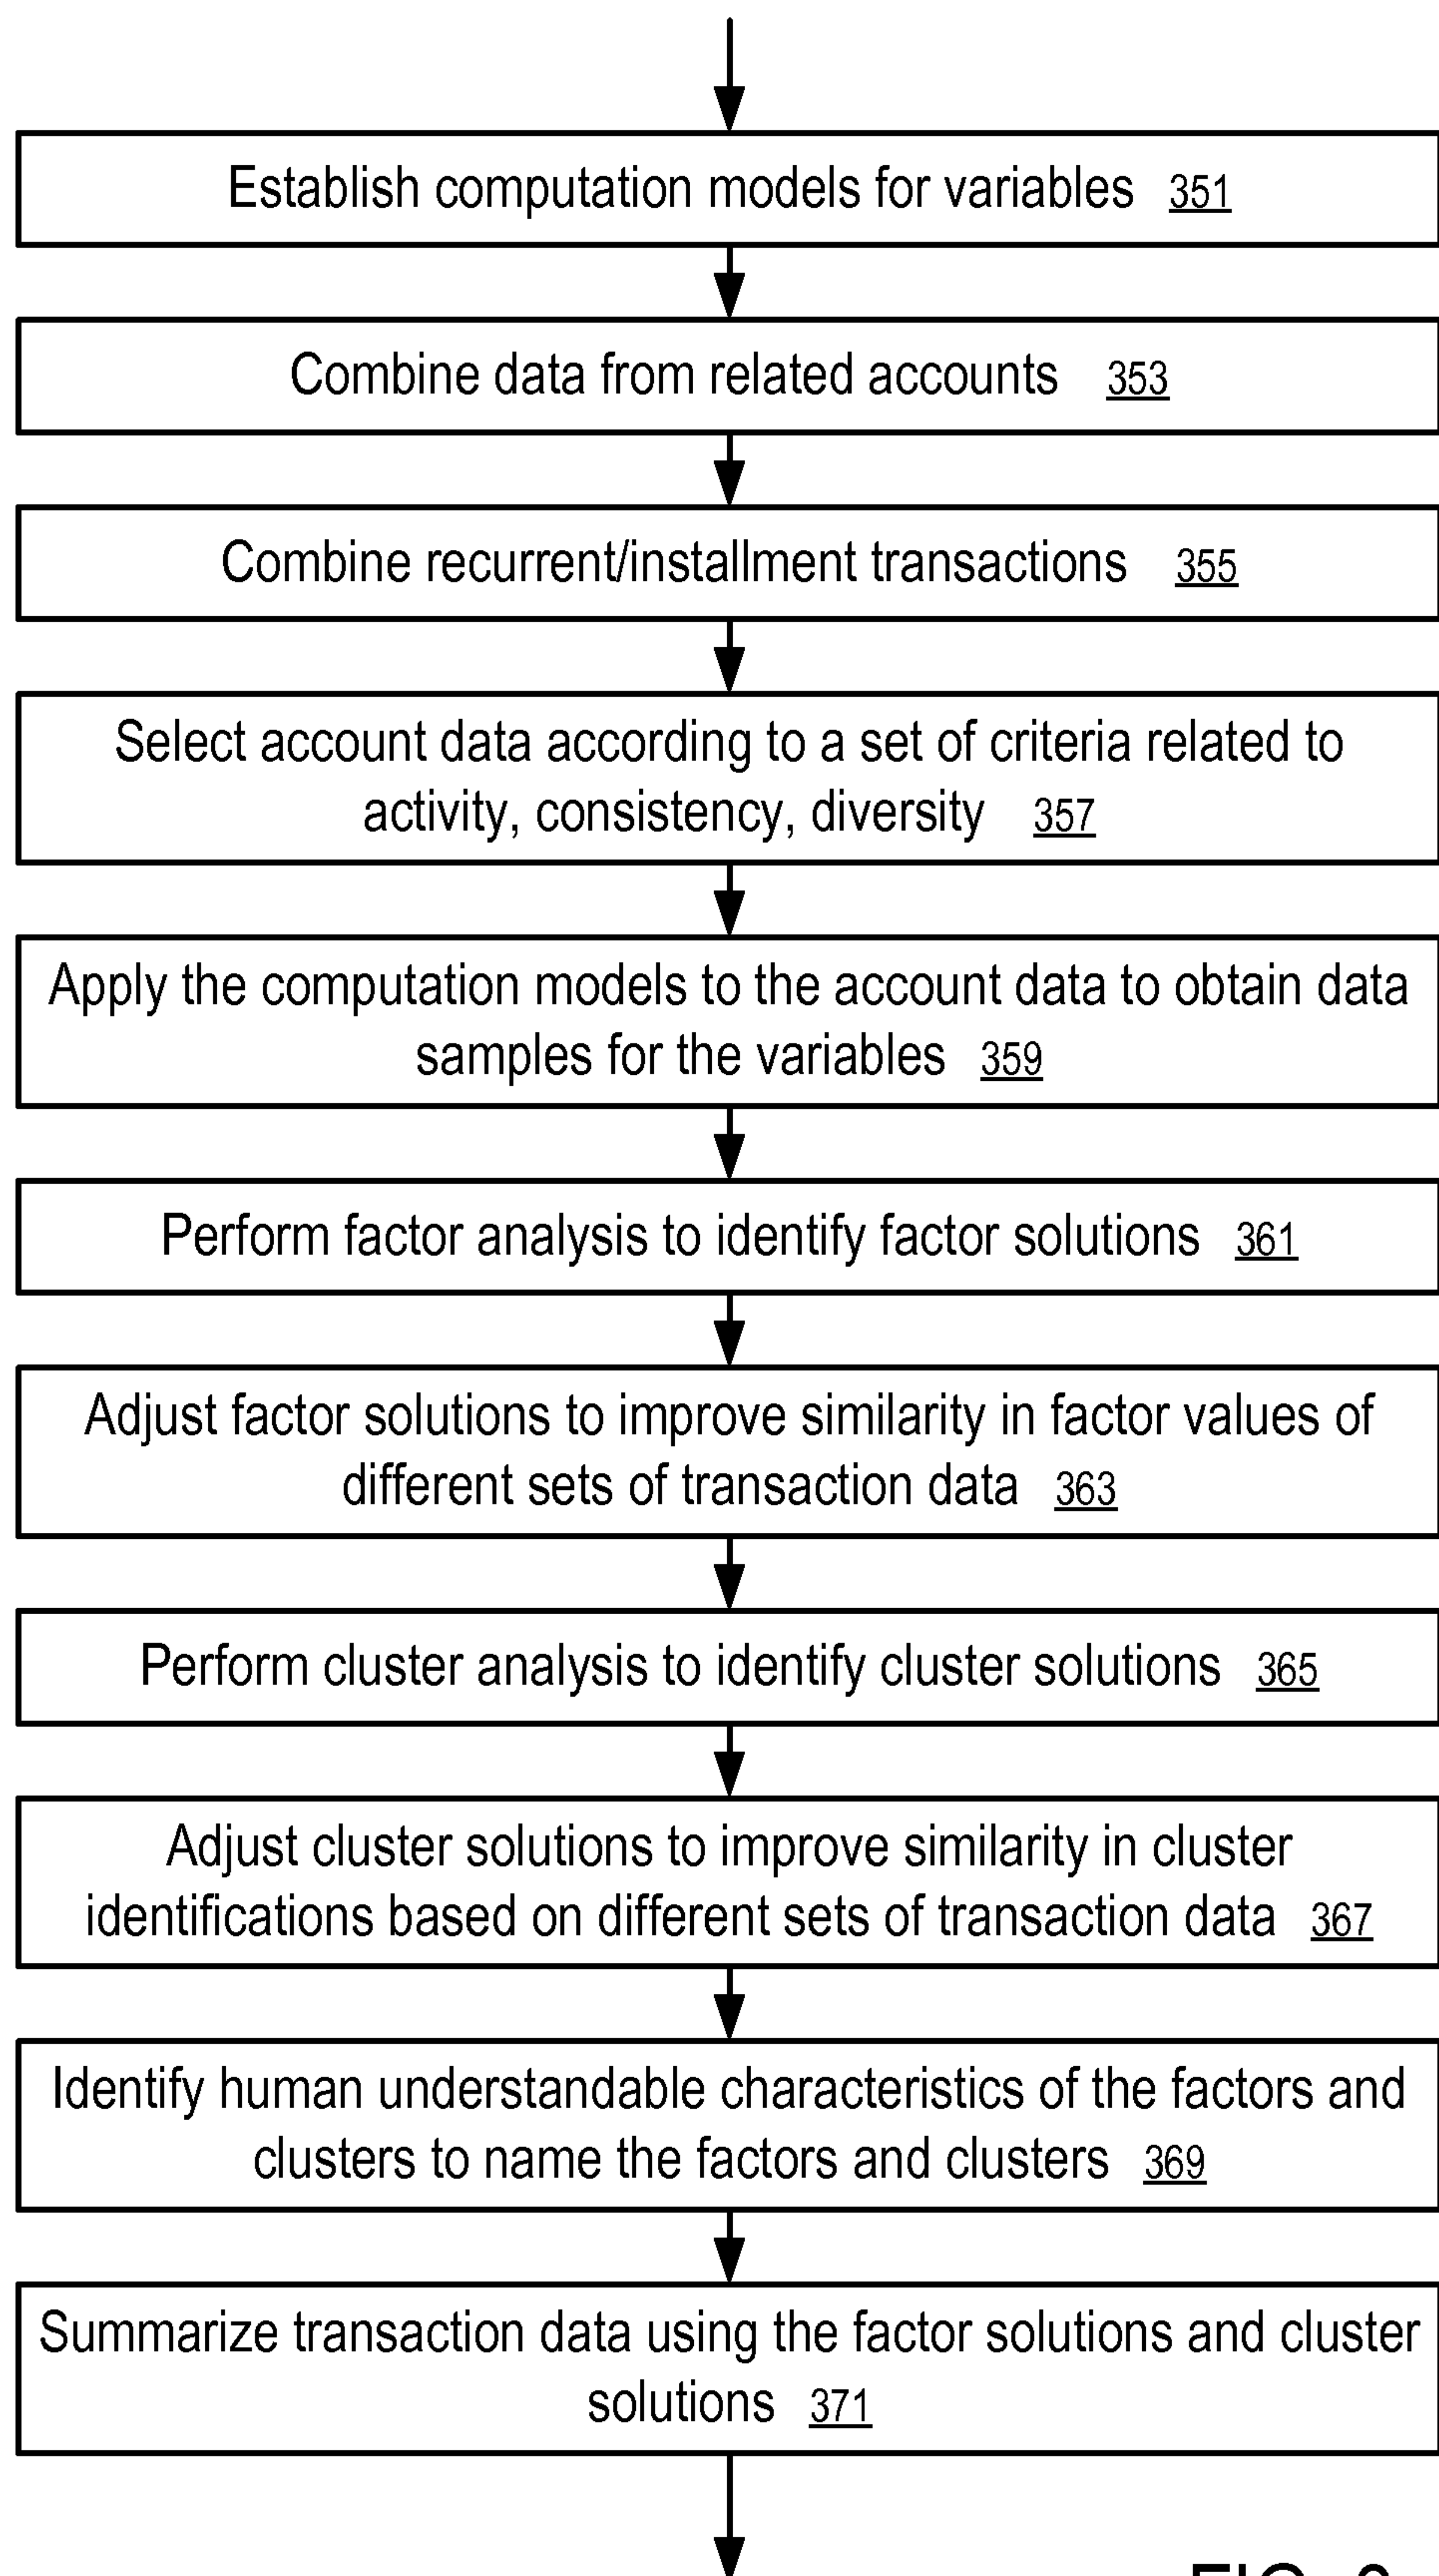 Establish computation models for variables 351
Combine data from related accounts 353
Combine recurrent/installment transactions 355
Select account data according to a set of criteria related to
activity, consistency, diversity 357
Apply the computation models to the account data to obtain data
samples for the variables 359
Perform factor analysis to identify factor solutions 361
Adjust factor solutions to improve similarity in factor values of
different sets of transaction data 363
Perform cluster analysis to identify cluster solutions 365
Adjust cluster solutions to improve similarity in cluster
identifications based on different sets of transaction data 367
Identify human understandable characteristics of the factors and
clusters to name the factors and clusters 369
Summarize transaction data using the factor solutions and cluster
solutions 371
FIG.